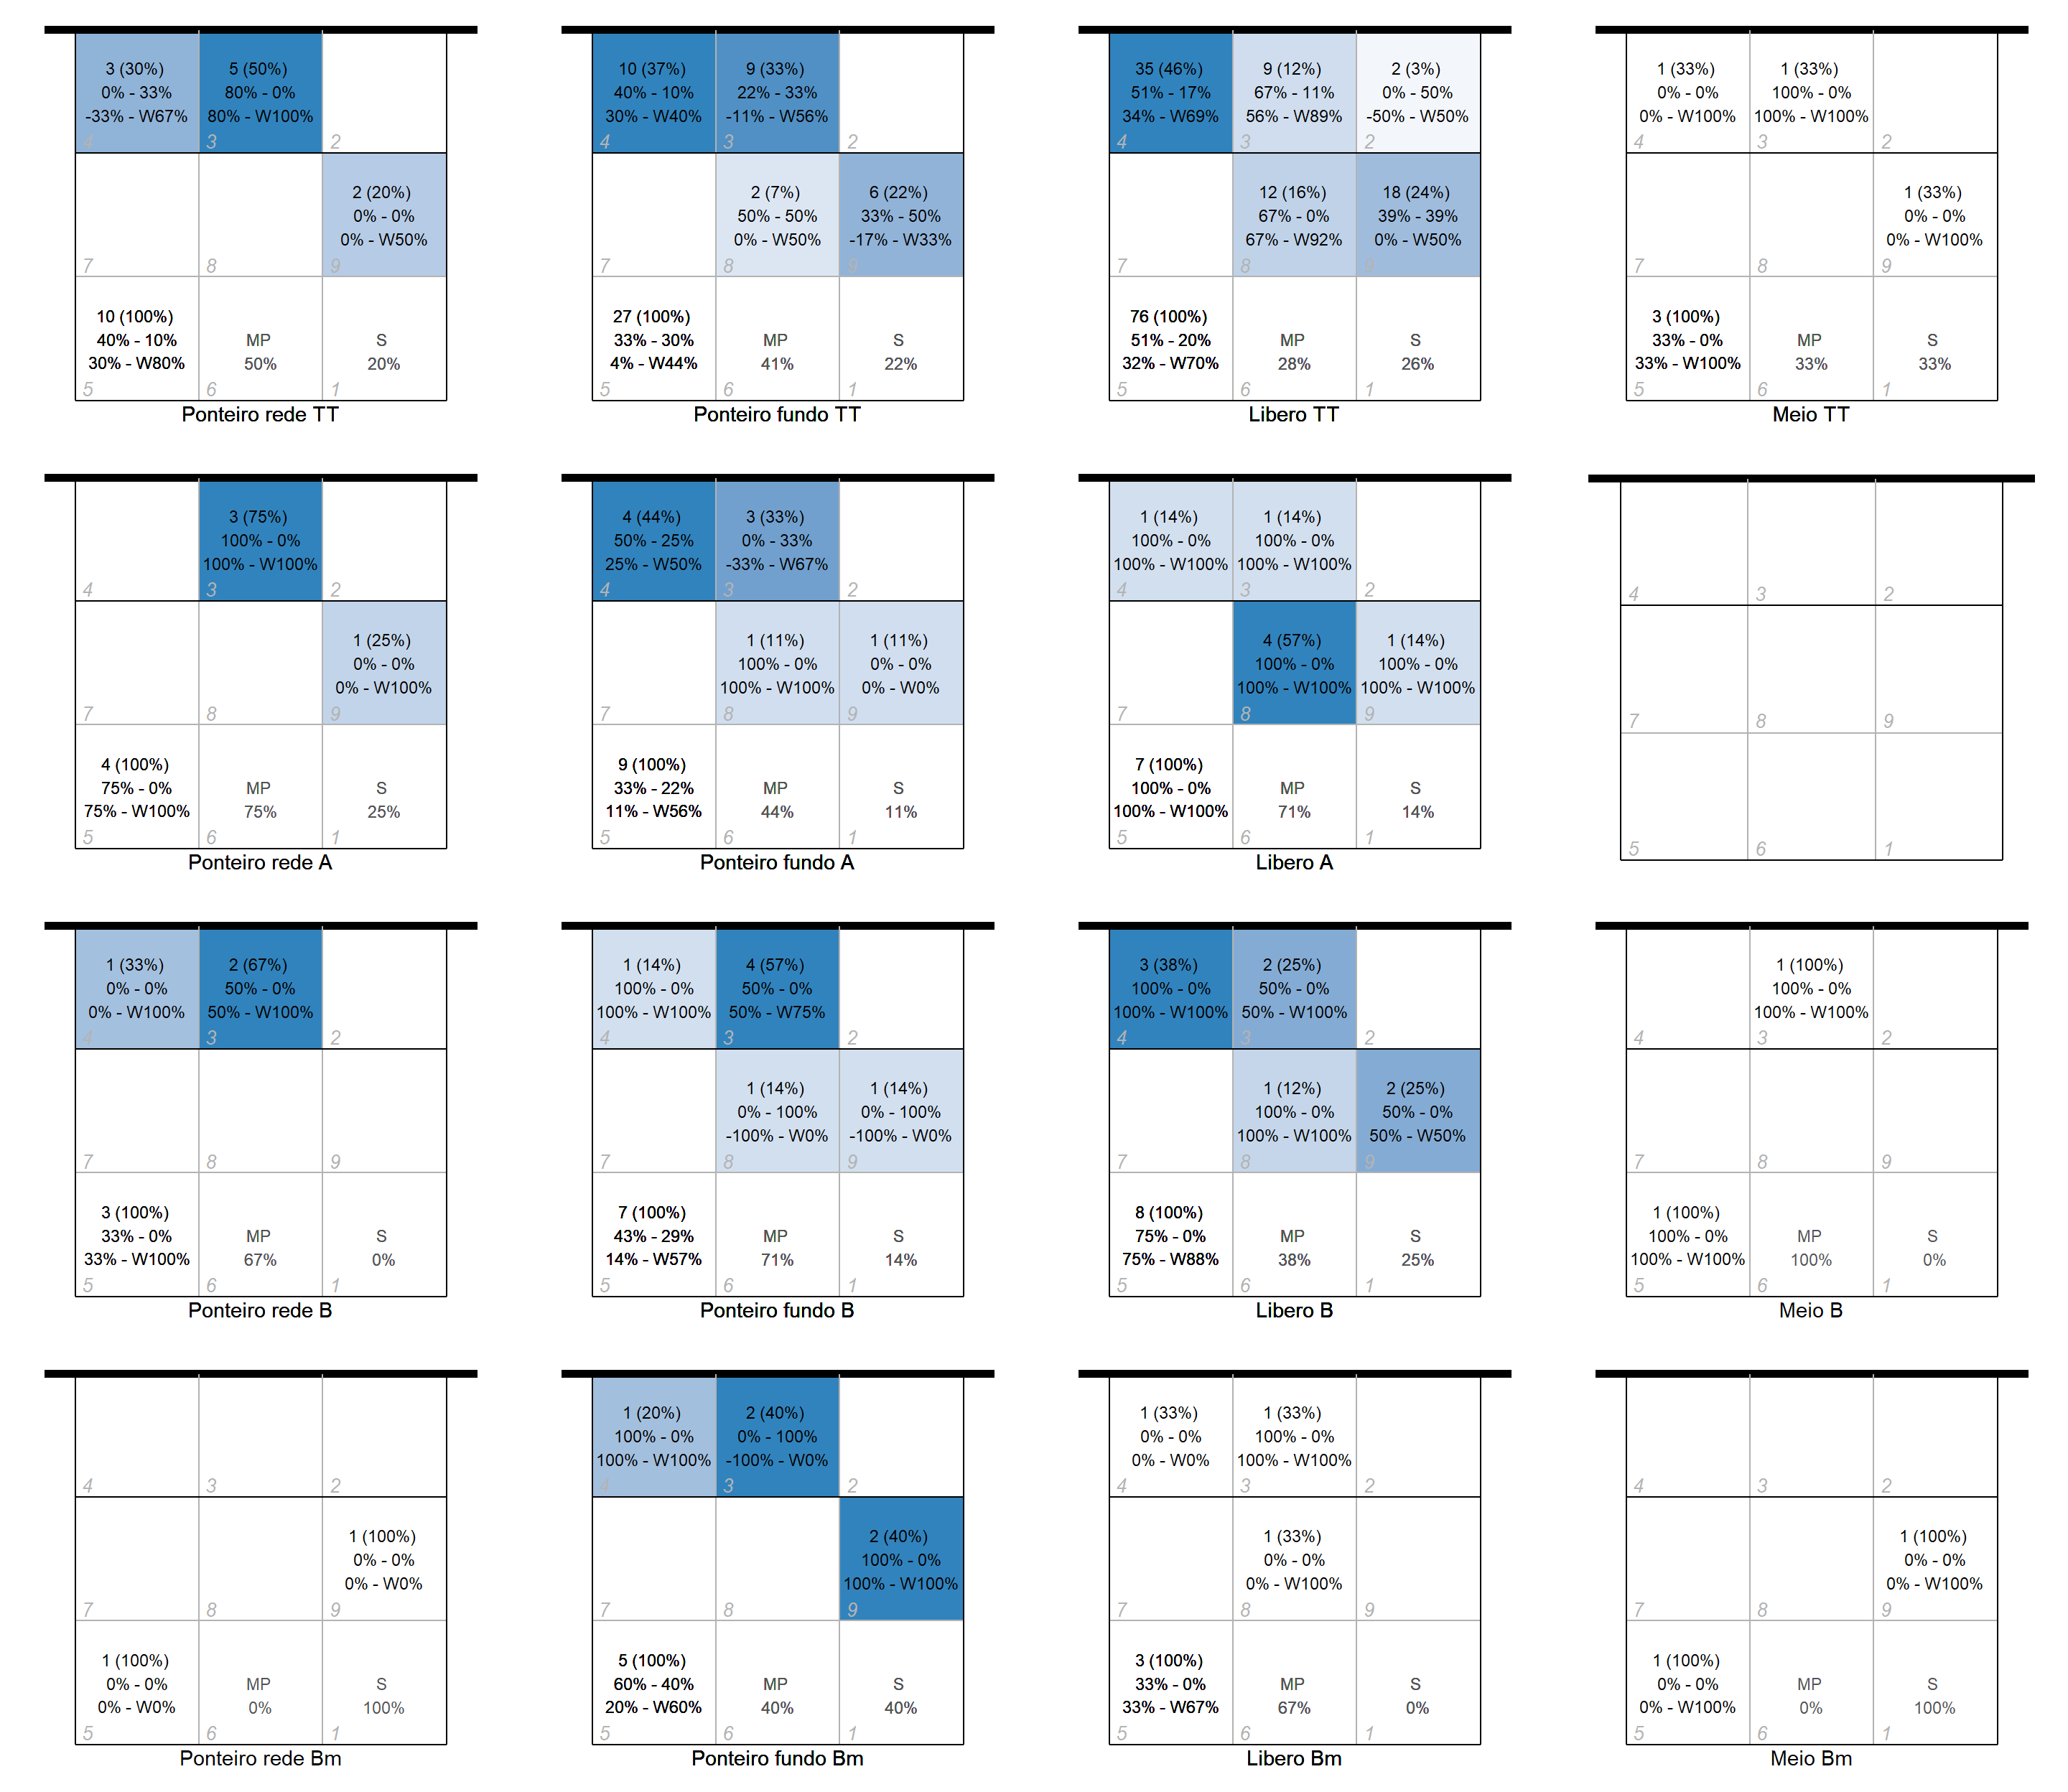 3 (30%)
0% - 33%
-33% - W67%
4
5 (50%)
80% - 0%
80% - W100%
3
2
7
8
2 (20%)
0% - 0%
0% - W50%
9
10 (100%)
40% - 10%
30% - W80%
5
MP
50%
6
S
20%
1
Ponteiro rede TT
10 (37%)
40% - 10%
30% - W40%
4
9 (33%)
22% - 33%
-11% - W56%
3
2
7
2 (7%)
50% - 50%
0% - W50%
8
6 (22%)
33% - 50%
-17% - W33%
9
27 (100%)
33% - 30%
4% - W44%
5
MP
41%
6
S
22%
1
Ponteiro fundo TT
35 (46%)
51% - 17%
34% - W69%
4
9 (12%)
67% - 11%
56% - W89%
3
2 (3%)
0% - 50%
-50% - W50%
2
7
12 (16%)
67% - 0%
67% - W92%
8
18 (24%)
39% - 39%
0% - W50%
9
76 (100%)
51% - 20%
32% - W70%
5
MP
28%
6
S
26%
1
Libero TT
1 (33%)
0% - 0%
0% - W100%
4
1 (33%)
100% - 0%
100% - W100%
3
2
7
8
1 (33%)
0% - 0%
0% - W100%
9
3 (100%)
33% - 0%
33% - W100%
5
MP
33%
6
S
33%
1
Meio TT
4
3 (75%)
100% - 0%
100% - W100%
3
2
7
8
1 (25%)
0% - 0%
0% - W100%
9
4 (100%)
75% - 0%
75% - W100%
5
MP
75%
6
S
25%
1
Ponteiro rede A
4 (44%)
50% - 25%
25% - W50%
4
3 (33%)
0% - 33%
-33% - W67%
3
2
7
1 (11%)
100% - 0%
100% - W100%
8
1 (11%)
0% - 0%
0% - W0%
9
9 (100%)
33% - 22%
11% - W56%
5
MP
44%
6
S
11%
1
Ponteiro fundo A
1 (14%)
100% - 0%
100% - W100%
4
1 (14%)
100% - 0%
100% - W100%
3
2
7
4 (57%)
100% - 0%
100% - W100%
8
1 (14%)
100% - 0%
100% - W100%
9
7 (100%)
100% - 0%
100% - W100%
5
MP
71%
6
S
14%
1
Libero A
4
3
2
7
8
9
5
6
1
1 (33%)
0% - 0%
0% - W100%
4
2 (67%)
50% - 0%
50% - W100%
3
2
7
8
9
3 (100%)
33% - 0%
33% - W100%
5
MP
67%
6
S
0%
1
Ponteiro rede B
1 (14%)
100% - 0%
100% - W100%
4
4 (57%)
50% - 0%
50% - W75%
3
2
7
1 (14%)
0% - 100%
-100% - W0%
8
1 (14%)
0% - 100%
-100% - W0%
9
7 (100%)
43% - 29%
14% - W57%
5
MP
71%
6
S
14%
1
Ponteiro fundo B
3 (38%)
100% - 0%
100% - W100%
4
2 (25%)
50% - 0%
50% - W100%
3
2
7
1 (12%)
100% - 0%
100% - W100%
8
2 (25%)
50% - 0%
50% - W50%
9
8 (100%)
75% - 0%
75% - W88%
5
MP
38%
6
S
25%
1
Libero B
4
1 (100%)
100% - 0%
100% - W100%
3
2
7
8
9
1 (100%)
100% - 0%
100% - W100%
5
MP
100%
6
S
0%
1
Meio B
4
3
2
7
8
1 (100%)
0% - 0%
0% - W0%
9
1 (100%)
0% - 0%
0% - W0%
5
MP
0%
6
S
100%
1
Ponteiro rede Bm
1 (20%)
100% - 0%
100% - W100%
4
2 (40%)
0% - 100%
-100% - W0%
3
2
7
8
2 (40%)
100% - 0%
100% - W100%
9
5 (100%)
60% - 40%
20% - W60%
5
MP
40%
6
S
40%
1
Ponteiro fundo Bm
1 (33%)
0% - 0%
0% - W0%
4
1 (33%)
100% - 0%
100% - W100%
3
2
7
1 (33%)
0% - 0%
0% - W100%
8
9
3 (100%)
33% - 0%
33% - W67%
5
MP
67%
6
S
0%
1
Libero Bm
4
3
2
7
8
1 (100%)
0% - 0%
0% - W100%
9
1 (100%)
0% - 0%
0% - W100%
5
MP
0%
6
S
100%
1
Meio Bm